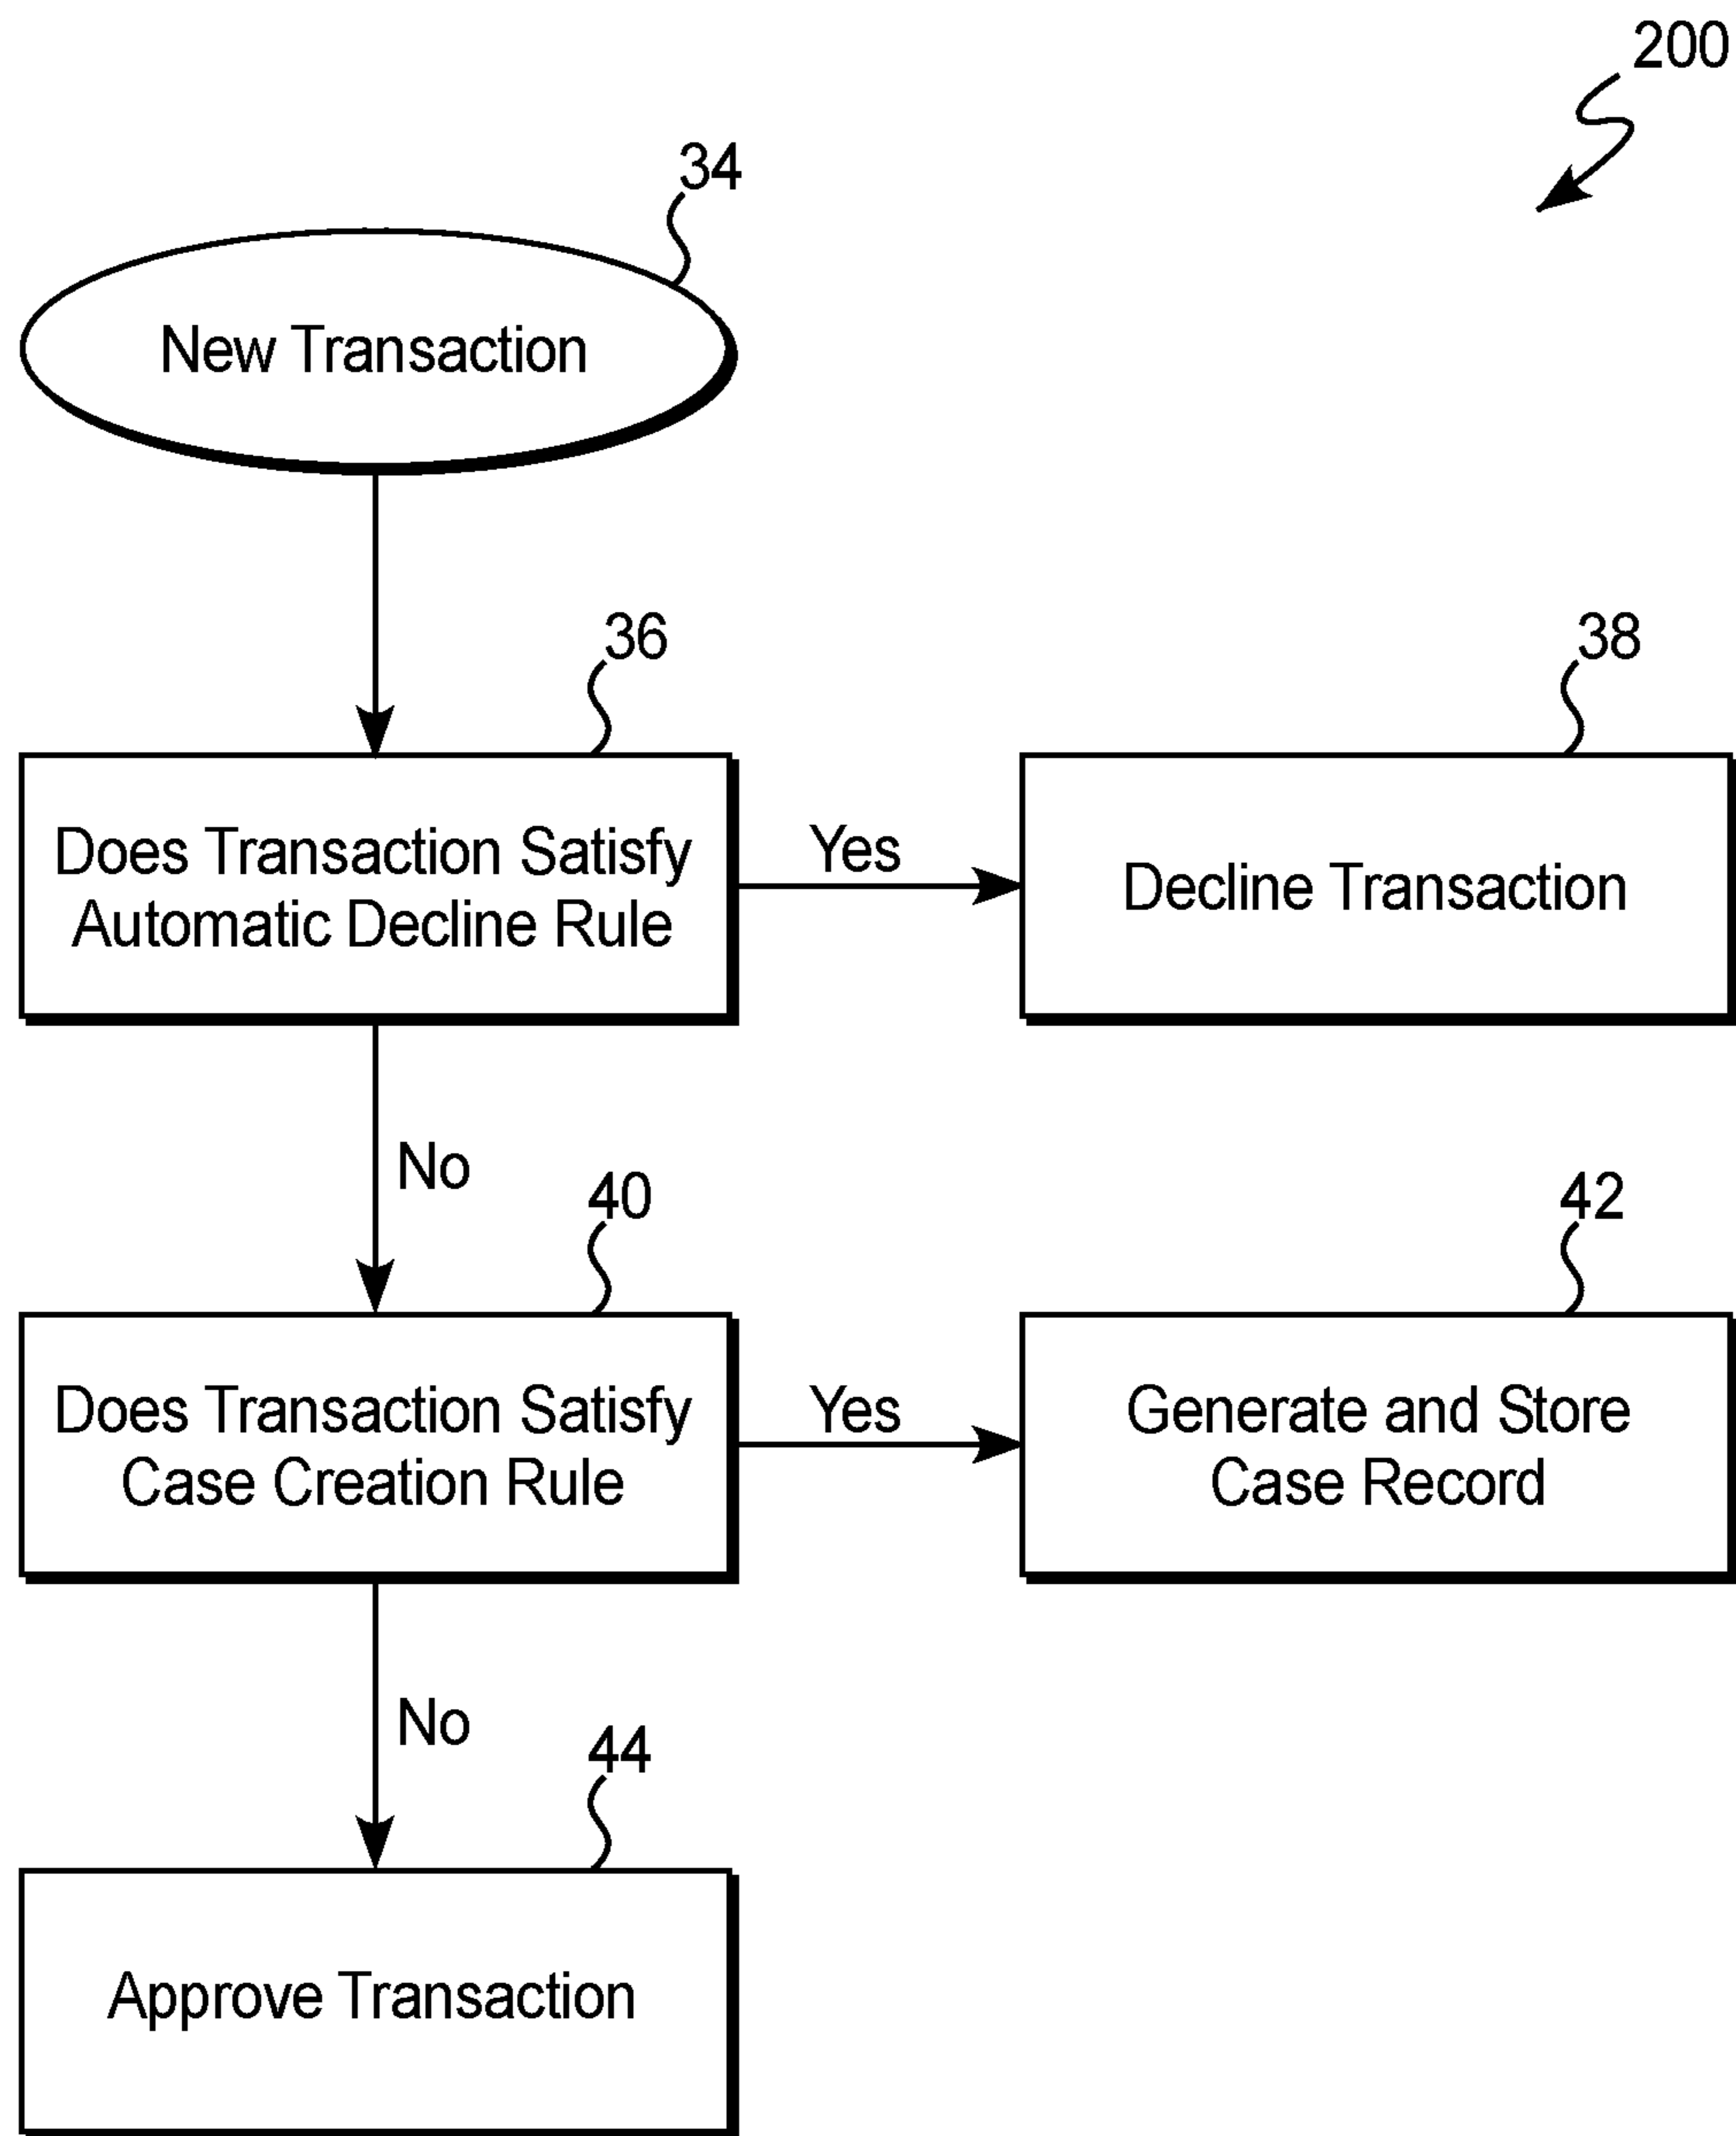 200
34
New Transaction
36
38
Does Transaction Satisfy
Automatic Decline Rule
Yes
Decline Transaction
No
40
42
Does Transaction Satisfy
Case Creation Rule
Yes
Generate and Store
Case Record
No
44
Approve Transaction